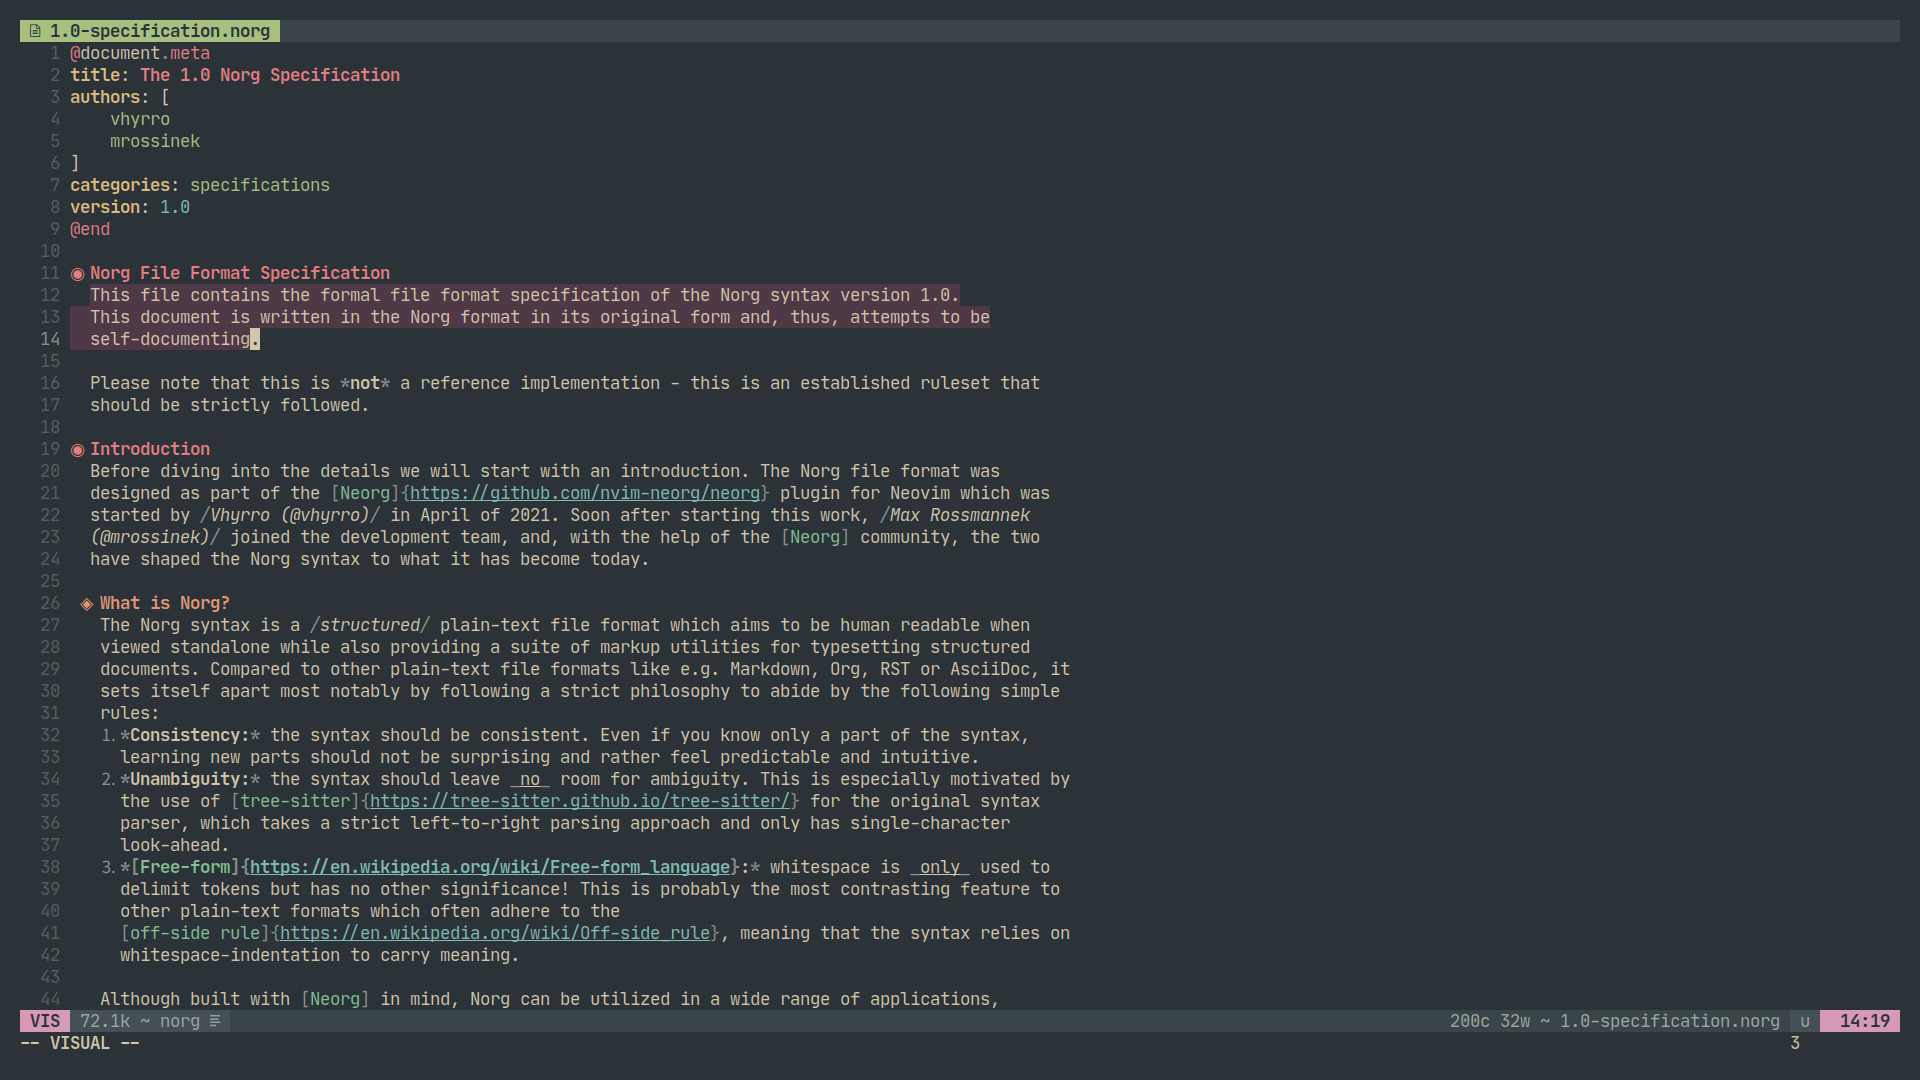 1.0-specification.norg
1 @document.meta
2 title: The 1.0 Norg Specification
3 authors: [
4     vhyrro
5     mrossinek
6 ]
7 categories: specifications
8 version: 1.0
9 @end
10
11 ◉ Norg File Format Specification
12   This file contains the formal file format specification of the Norg syntax version 1.0.
13   This document is written in the Norg format in its original form and, thus, attempts to be
14   self-documenting.
15
16   Please note that this is *not* a reference implementation - this is an established ruleset that
17   should be strictly followed.
18
19 ◉ Introduction
20   Before diving into the details we will start with an introduction. The Norg file format was
21   designed as part of the [Neorg]{https://github.com/nvim-neorg/neorg} plugin for Neovim which was
22   started by /Vhyrro (@vhyrro)/ in April of 2021. Soon after starting this work, /Max Rossmannek
23   (@mrossinek)/ joined the development team, and, with the help of the [Neorg] community, the two
24   have shaped the Norg syntax to what it has become today.
25
26  ◈ What is Norg?
27    The Norg syntax is a /structured/ plain-text file format which aims to be human readable when
28    viewed standalone while also providing a suite of markup utilities for typesetting structured
29    documents. Compared to other plain-text file formats like e.g. Markdown, Org, RST or AsciiDoc, it
30    sets itself apart most notably by following a strict philosophy to abide by the following simple
31    rules:
32    1. *Consistency:* the syntax should be consistent. Even if you know only a part of the syntax,
33      learning new parts should not be surprising and rather feel predictable and intuitive.
34    2. *Unambiguity:* the syntax should leave _no_ room for ambiguity. This is especially motivated by
35      the use of [tree-sitter]{https://tree-sitter.github.io/tree-sitter/} for the original syntax
36      parser, which takes a strict left-to-right parsing approach and only has single-character
37      look-ahead.
38    3. *[Free-form]{https://en.wikipedia.org/wiki/Free-form_language}:* whitespace is _only_ used to
39      delimit tokens but has no other significance! This is probably the most contrasting feature to
40      other plain-text formats which often adhere to the
41      [off-side rule]{https://en.wikipedia.org/wiki/Off-side_rule}, meaning that the syntax relies on
42      whitespace-indentation to carry meaning.
43
44    Although built with [Neorg] in mind, Norg can be utilized in a wide range of applications,
VIS 72.1k ~ norg 200c 32w ~ 1.0-specification.norg U 14:19
-- VISUAL -- 3